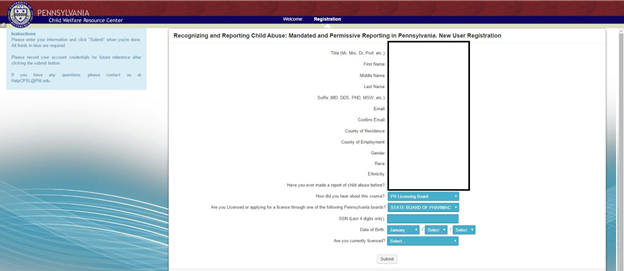 PENNSYLVANIA
Child Welfare Resource Center
Welcome Registration
Instructions
Please enter your information and click "Submit" when you're done.
All fields in blue are required.
Please record your account credentials for future reference after
clicking the submit button.
If you have any questions, please contact us at
HelpCPSL@Pitt.edu.
Recognizing and Reporting Child Abuse: Mandated and Permissive Reporting in Pennsylvania. New User Registration
Title (Mr. Mrs. Dr. Prof. etc.)
First Name
Middle Name
Last Name
Suffix (MD, DDS, PHD, MSW, etc.)
Email
Confirm Email
County of Residence
County of Employment
Gender
Race
Ethnicity
Have you ever made a report of child abuse before?
How did you hear about this course? PA Licensing Board
Are you Licensed or applying for a license through one of the following Pennsylvania boards? STATE BOARD OF PHARMAC
SSN (Last 4 digits only)
Date of Birth January / Select / Select
Are you currently licensed? Select...
Submit